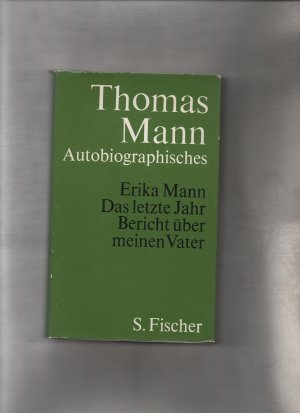 Thomas
Mann
Autobiographisches
Erika Mann
Das letzte Jahr
Bericht über
meinen Vater
S. Fischer